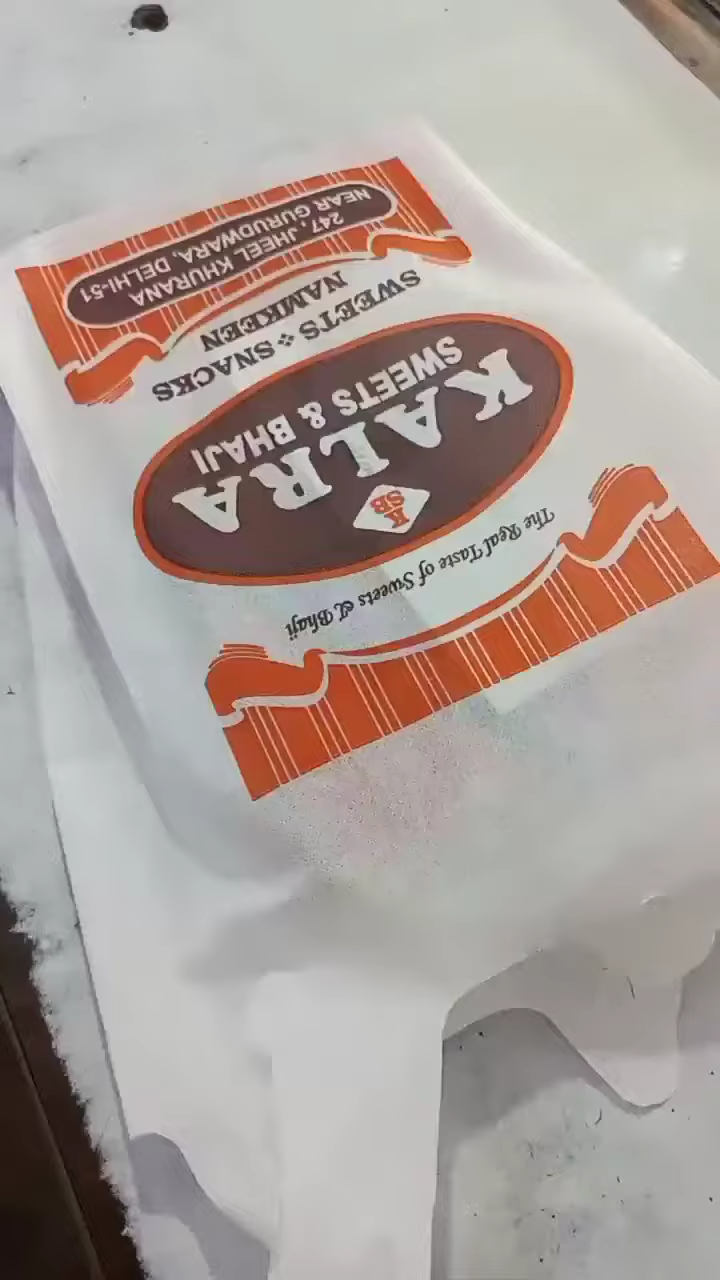 The Real Taste of Sweets & Bhaji
K
SB
KALRA
SWEETS & BHAJI
SWEETS ❖ SNACKS
NAMKEEN
247, JHEEL KHURANA
NEAR GURUDWARA, DELHI-51